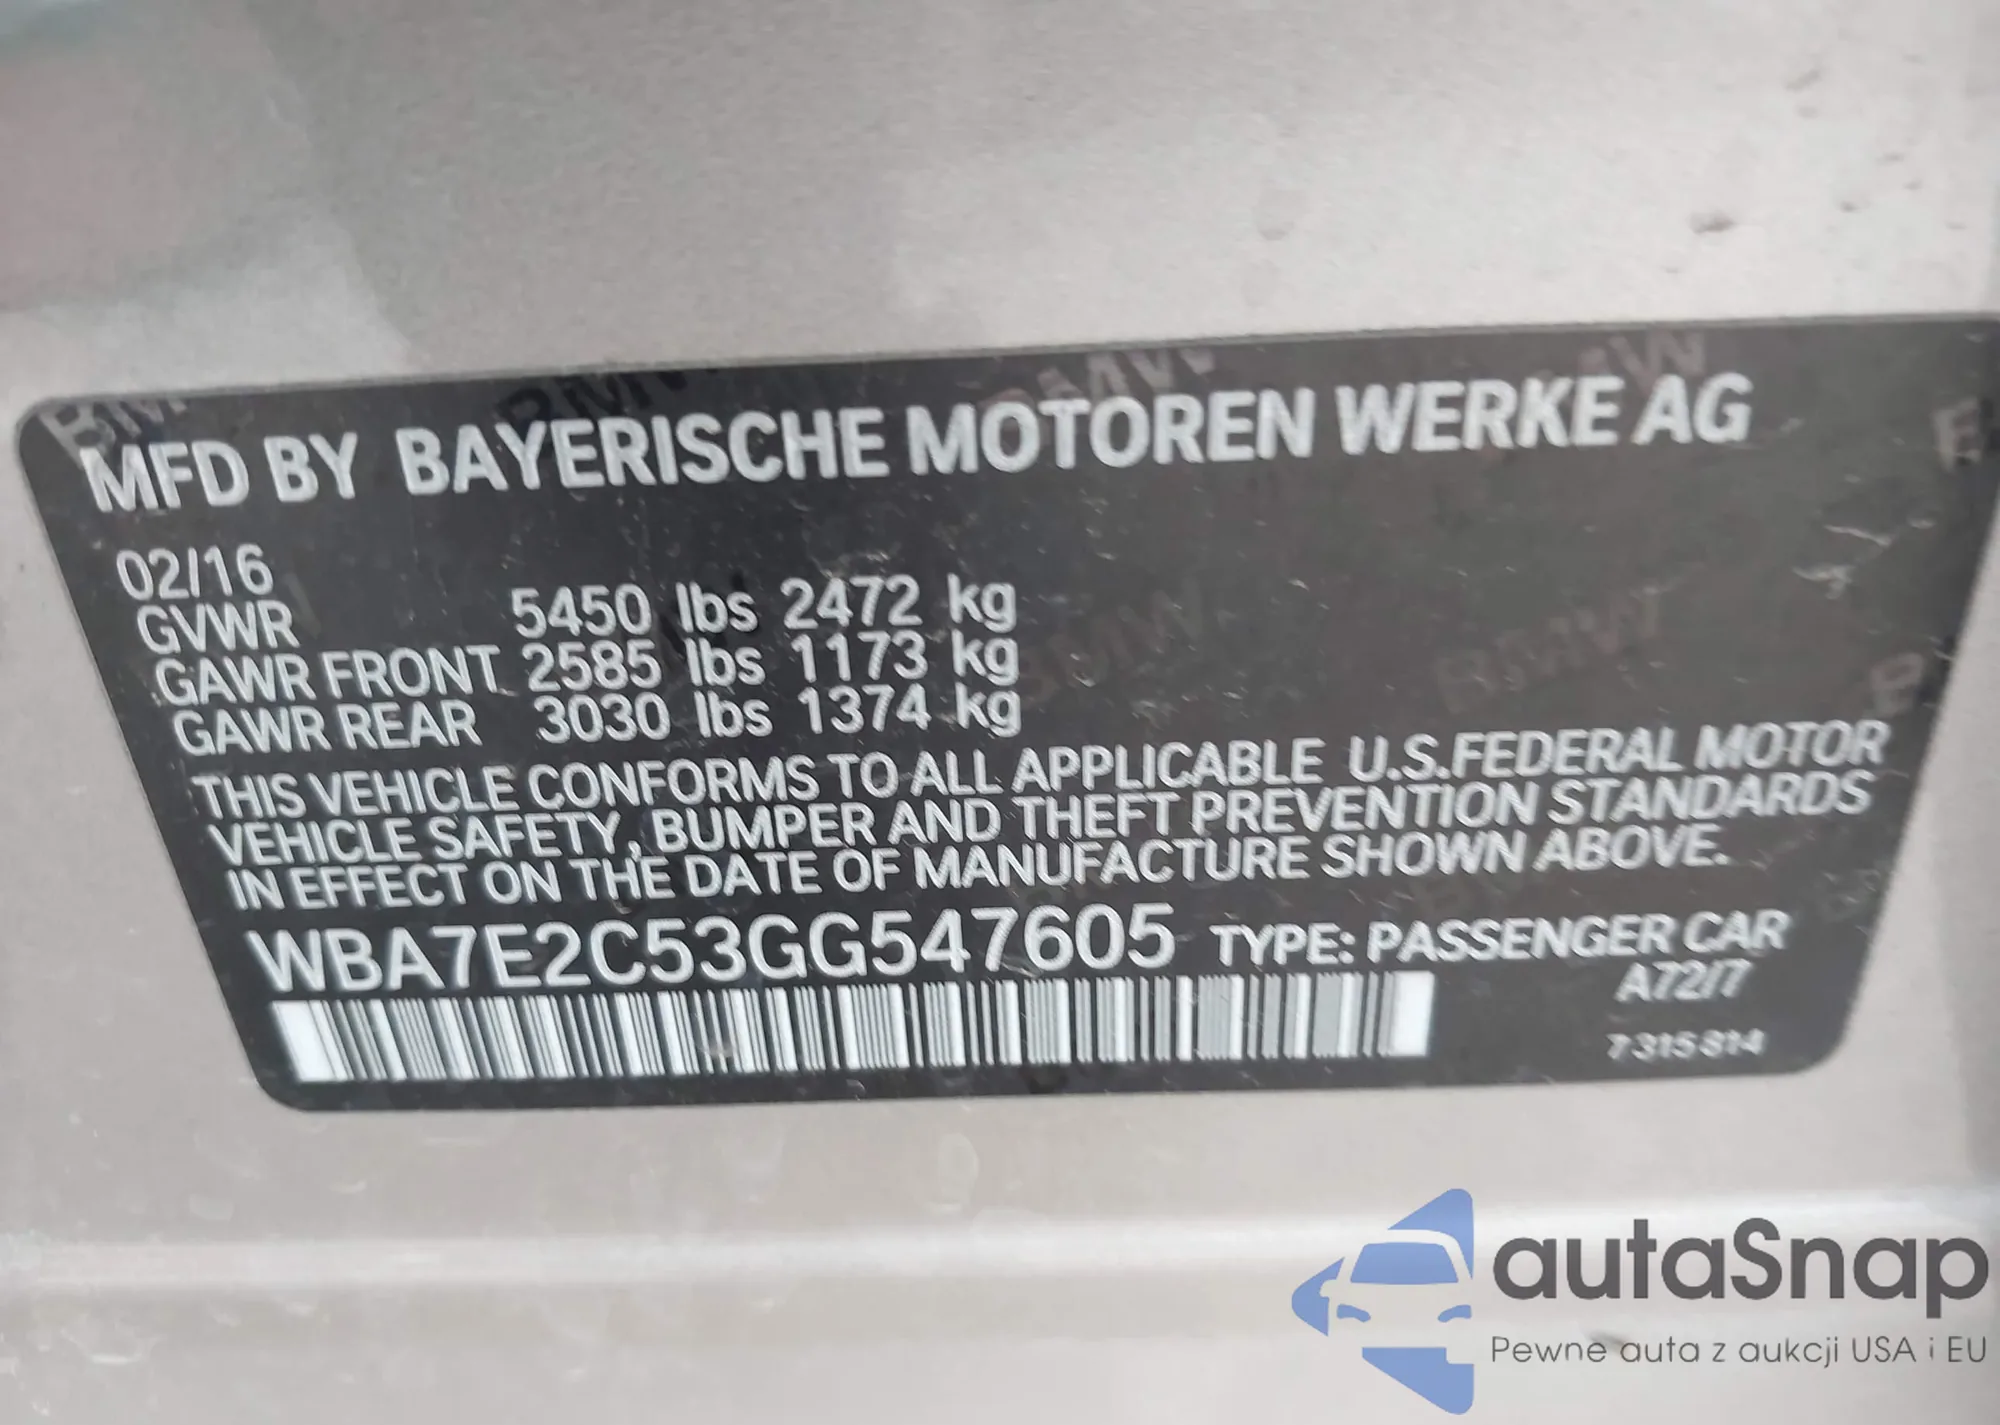 MFD BY BAYERISCHE MOTOREN WERKE AG
02/16
GVWR 5450 lbs 2472 kg
GAWR FRONT 2585 lbs 1173 kg
GAWR REAR 3030 lbs 1374 kg
THIS VEHICLE CONFORMS TO ALL APPLICABLE U.S.FEDERAL MOTOR
VEHICLE SAFETY, BUMPER AND THEFT PREVENTION STANDARDS
IN EFFECT ON THE DATE OF MANUFACTURE SHOWN ABOVE.
WBA7E2C53GG547605 TYPE: PASSENGER CAR
A72/7
7315814
autaSnap
Pewne auta z aukcji USA i EU